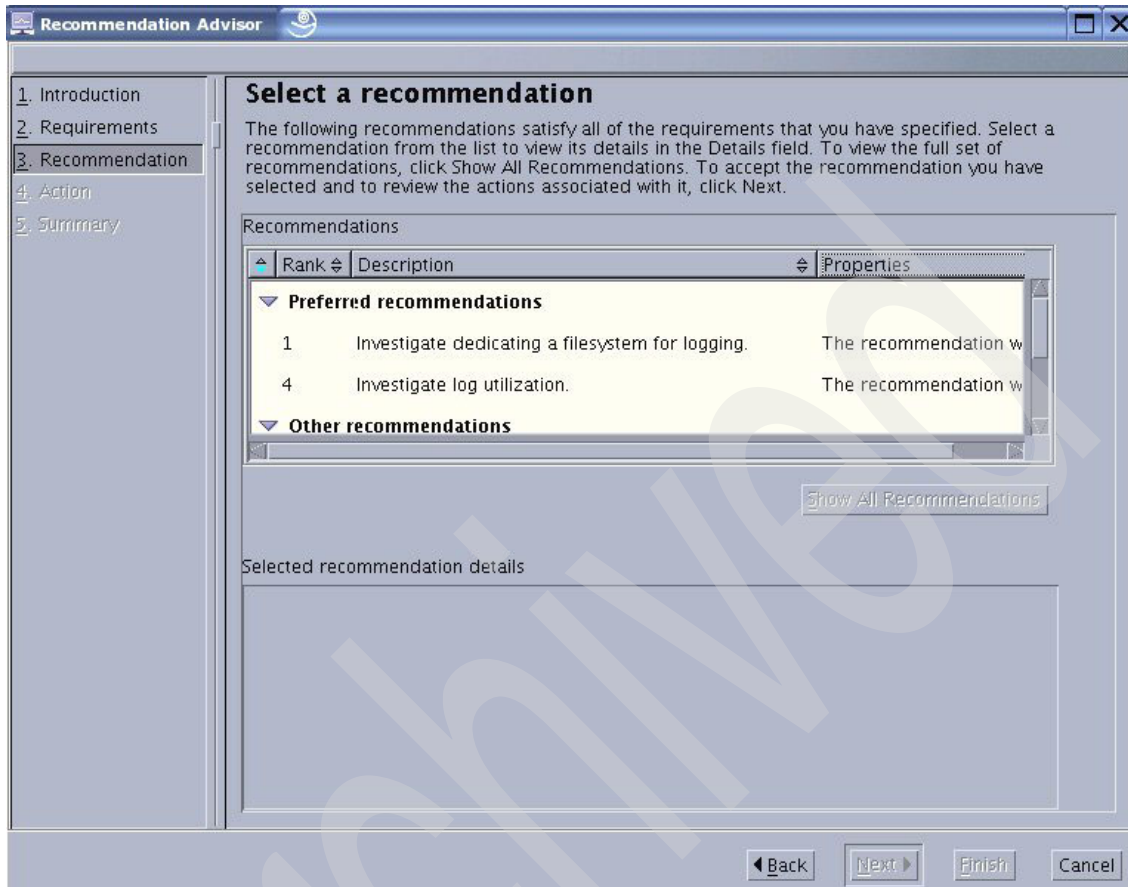 Recommendation Advisor
1. Introduction
2. Requirements
3. Recommendation
4. Action
5. Summary
Select a recommendation
The following recommendations satisfy all of the requirements that you have specified. Select a
recommendation from the list to view its details in the Details field. To view the full set of
recommendations, click Show All Recommendations. To accept the recommendation you have
selected and to review the actions associated with it, click Next.
Recommendations
Rank Description Properties
Preferred recommendations
1 Investigate dedicating a filesystem for logging. The recommendation w
4 Investigate log utilization. The recommendation w
Other recommendations
Show All Recommendations
Selected recommendation details
Back Next Finish Cancel
chived